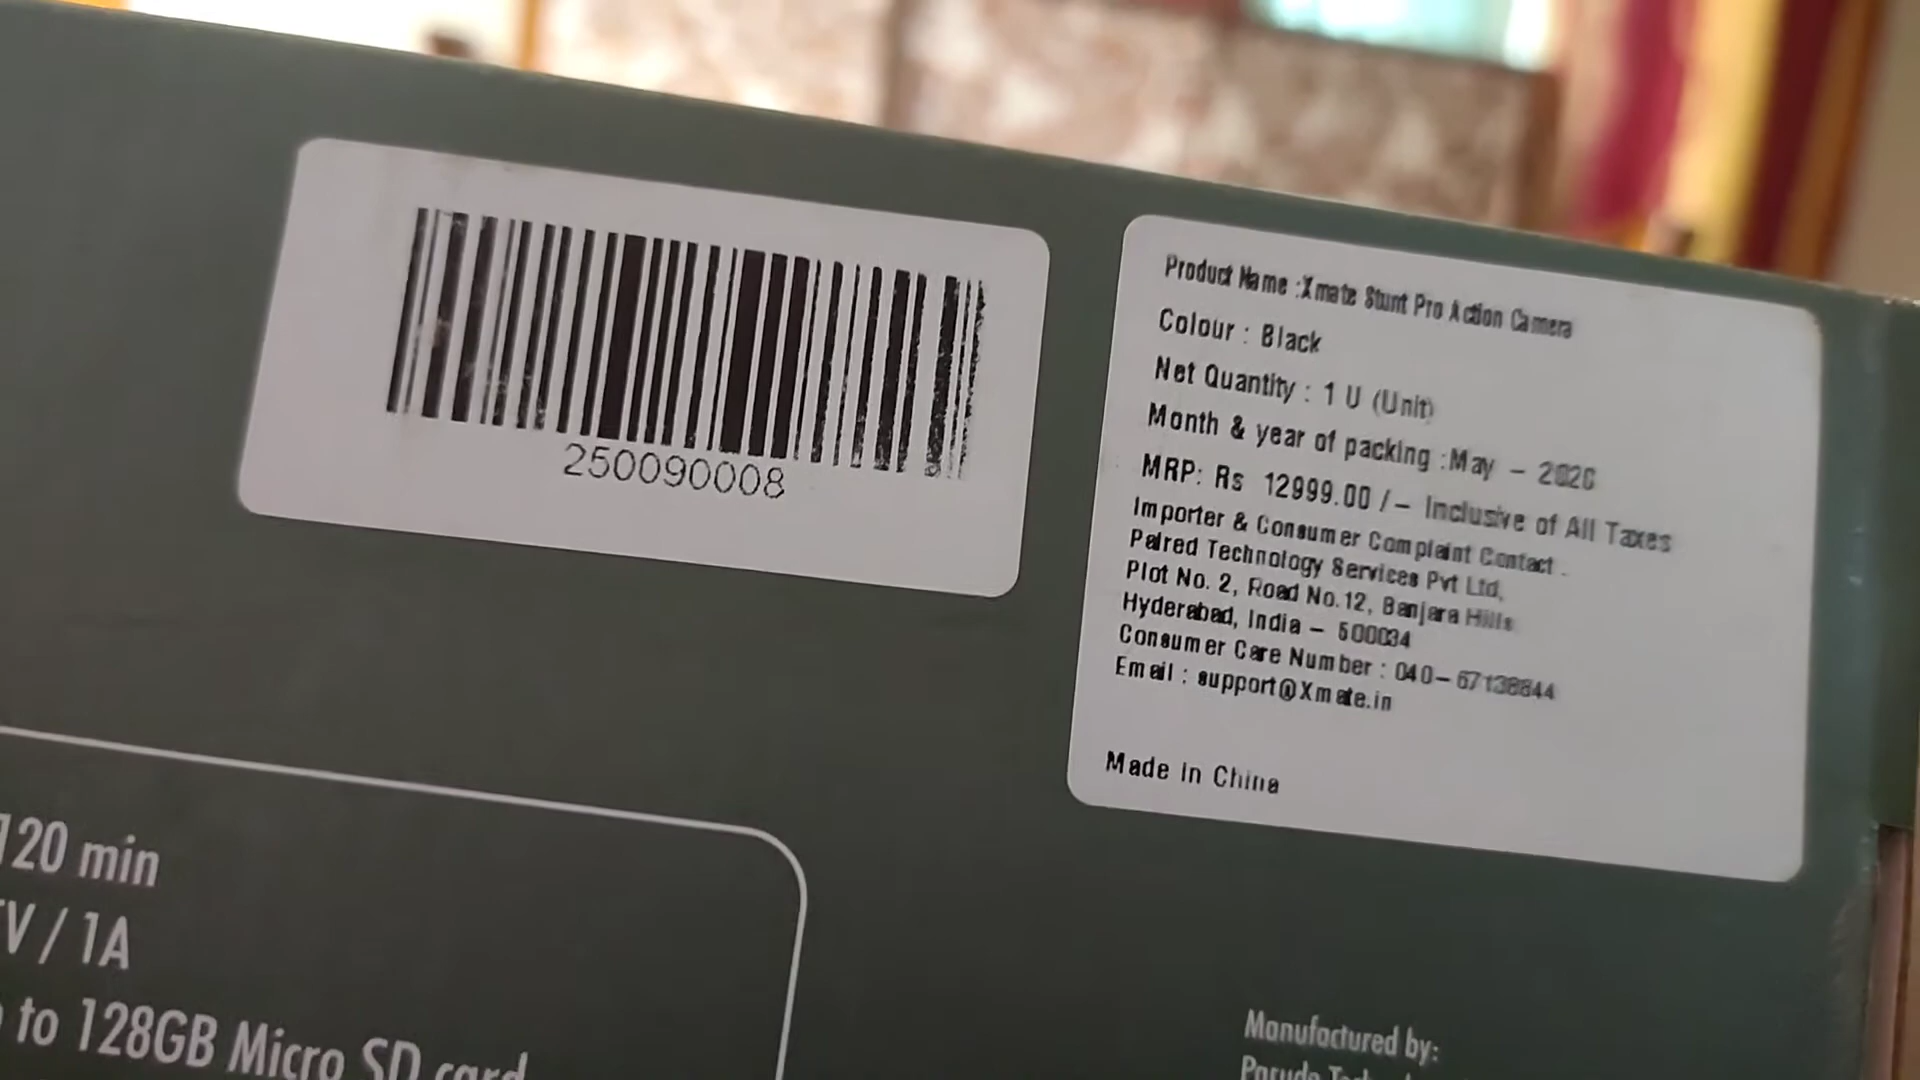 250090008
Product Name :Xmate Stunt Pro Action Camera
Colour : Black
Net Quantity : 1 U (Unit)
Month & year of packing :May - 2020
MRP: Rs 12999.00 /- Inclusive of All Taxes
Importer & Consumer Complaint Contact -
Palred Technology Services Pvt Ltd,
Plot No. 2, Road No.12, Banjara Hills
Hyderabad, India - 500034
Consumer Care Number : 040-67138844
Email : support@Xmate.in
Made in China
120 min
V / 1A
to 128GB Micro SD card
Manufactured by: